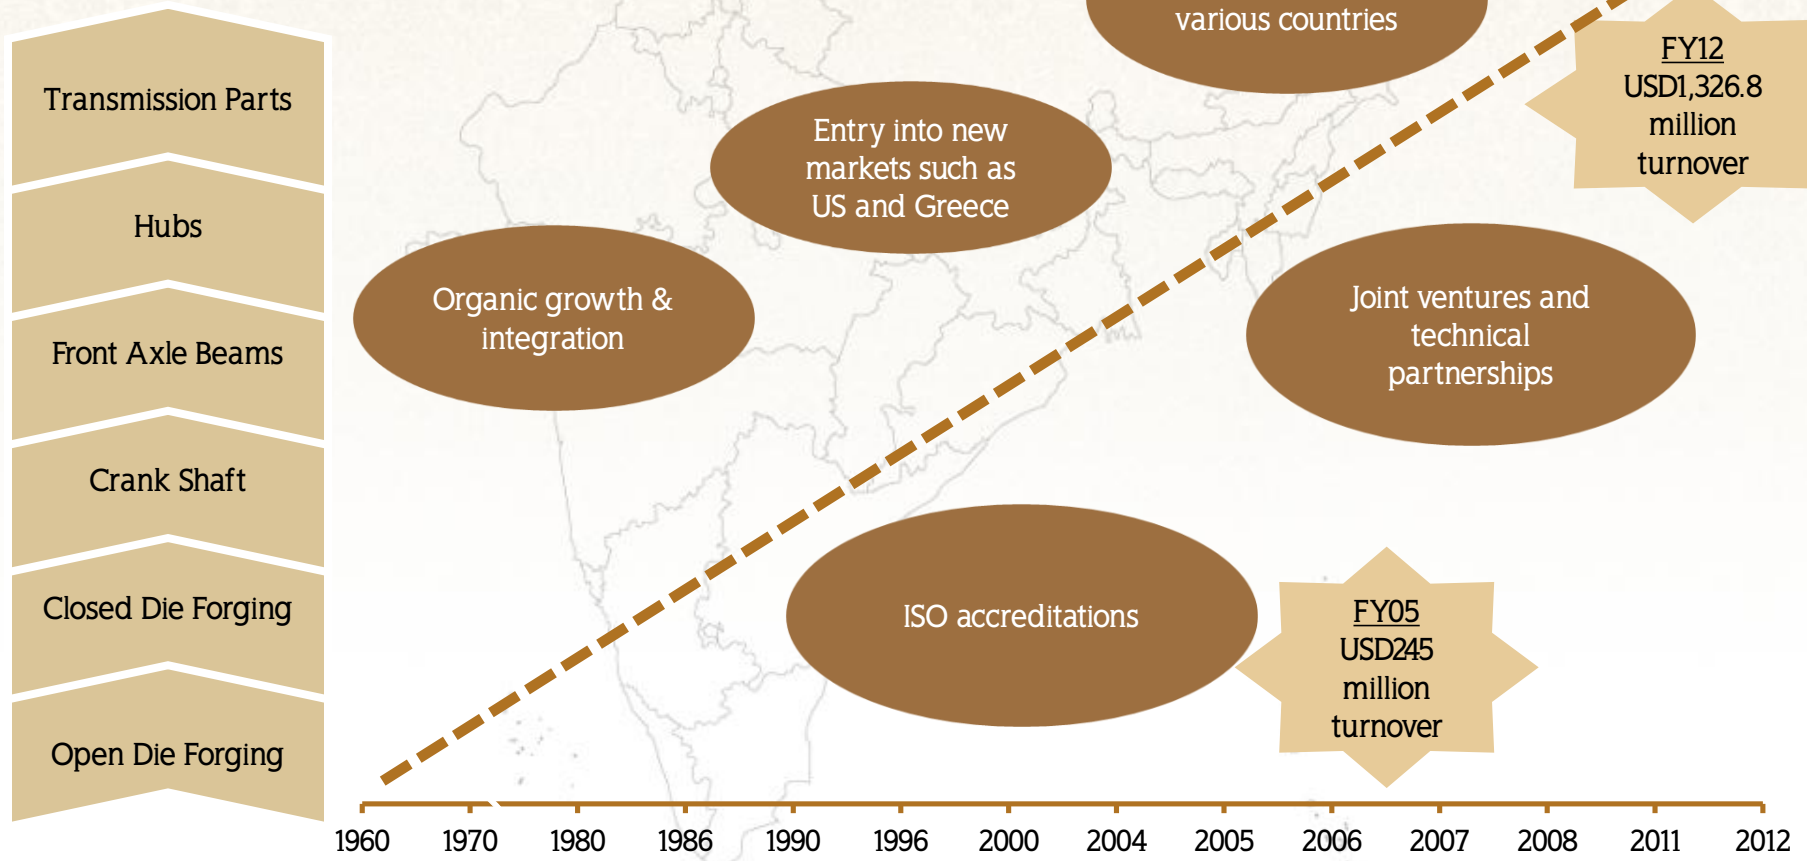 various countries
FY12
USD1,326.8
million
turnover
Transmission Parts
Entry into new
markets such as
US and Greece
Hubs
Organic growth &
integration
Joint ventures and
technical
partnerships
Front Axle Beams
Crank Shaft
Closed Die Forging
ISO accreditations
FY05
USD245
million
turnover
Open Die Forging
1960 1970 1980 1986 1990 1996 2000 2004 2005 2006 2007 2008 2011 2012